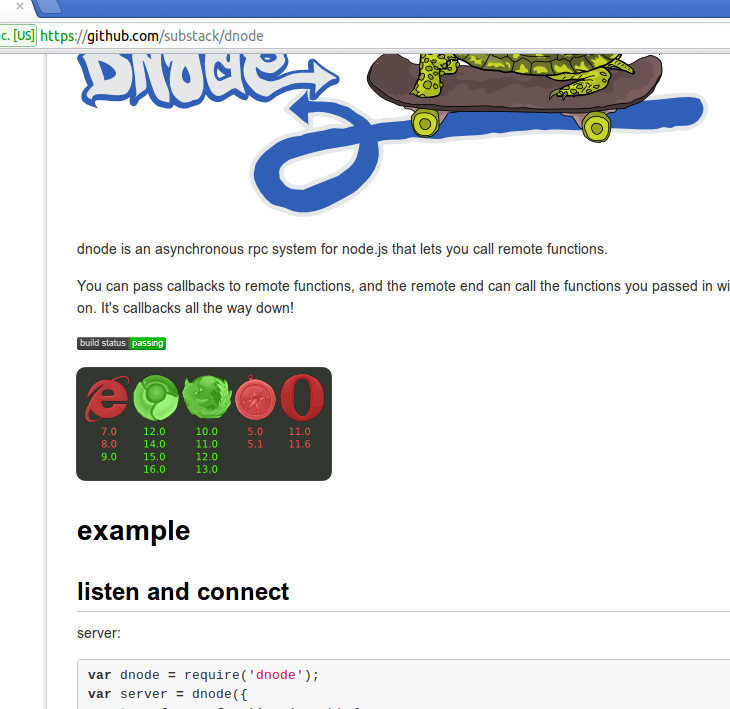 c. [US] https://github.com/substack/dnode
DNODE
dnode is an asynchronous rpc system for node.js that lets you call remote functions.
You can pass callbacks to remote functions, and the remote end can call the functions you passed in
on. It's callbacks all the way down!
build status passing
7.0 12.0 10.0 5.0 11.0
8.0 14.0 11.0 5.1 11.6
9.0 15.0 12.0
16.0 13.0
example
listen and connect
server:
var dnode = require('dnode');
var server = dnode({